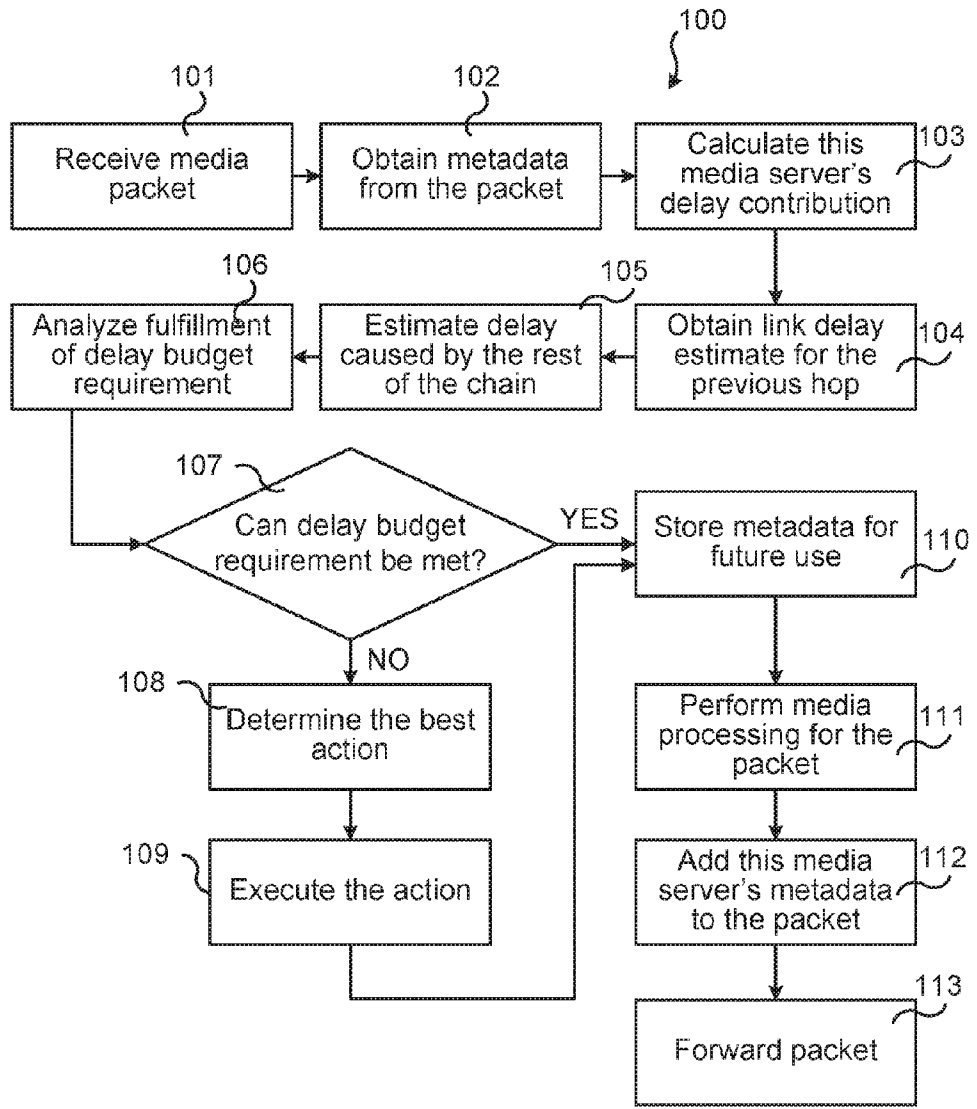 100
101
102
103
Receive media
packet
Obtain metadata
from the packet
Calculate this
media server's
delay contribution
106
105
104
Analyze fulfillment
of delay budget
requirement
Estimate delay
caused by the rest
of the chain
Obtain link delay
estimate for the
previous hop
107
Can delay budget
requirement be met?
YES
NO
Store metadata for
future use
110
108
Determine the best
action
Perform media
processing for the
packet
111
109
Execute the action
Add this media
server's metadata
to the packet
112
113
Forward packet